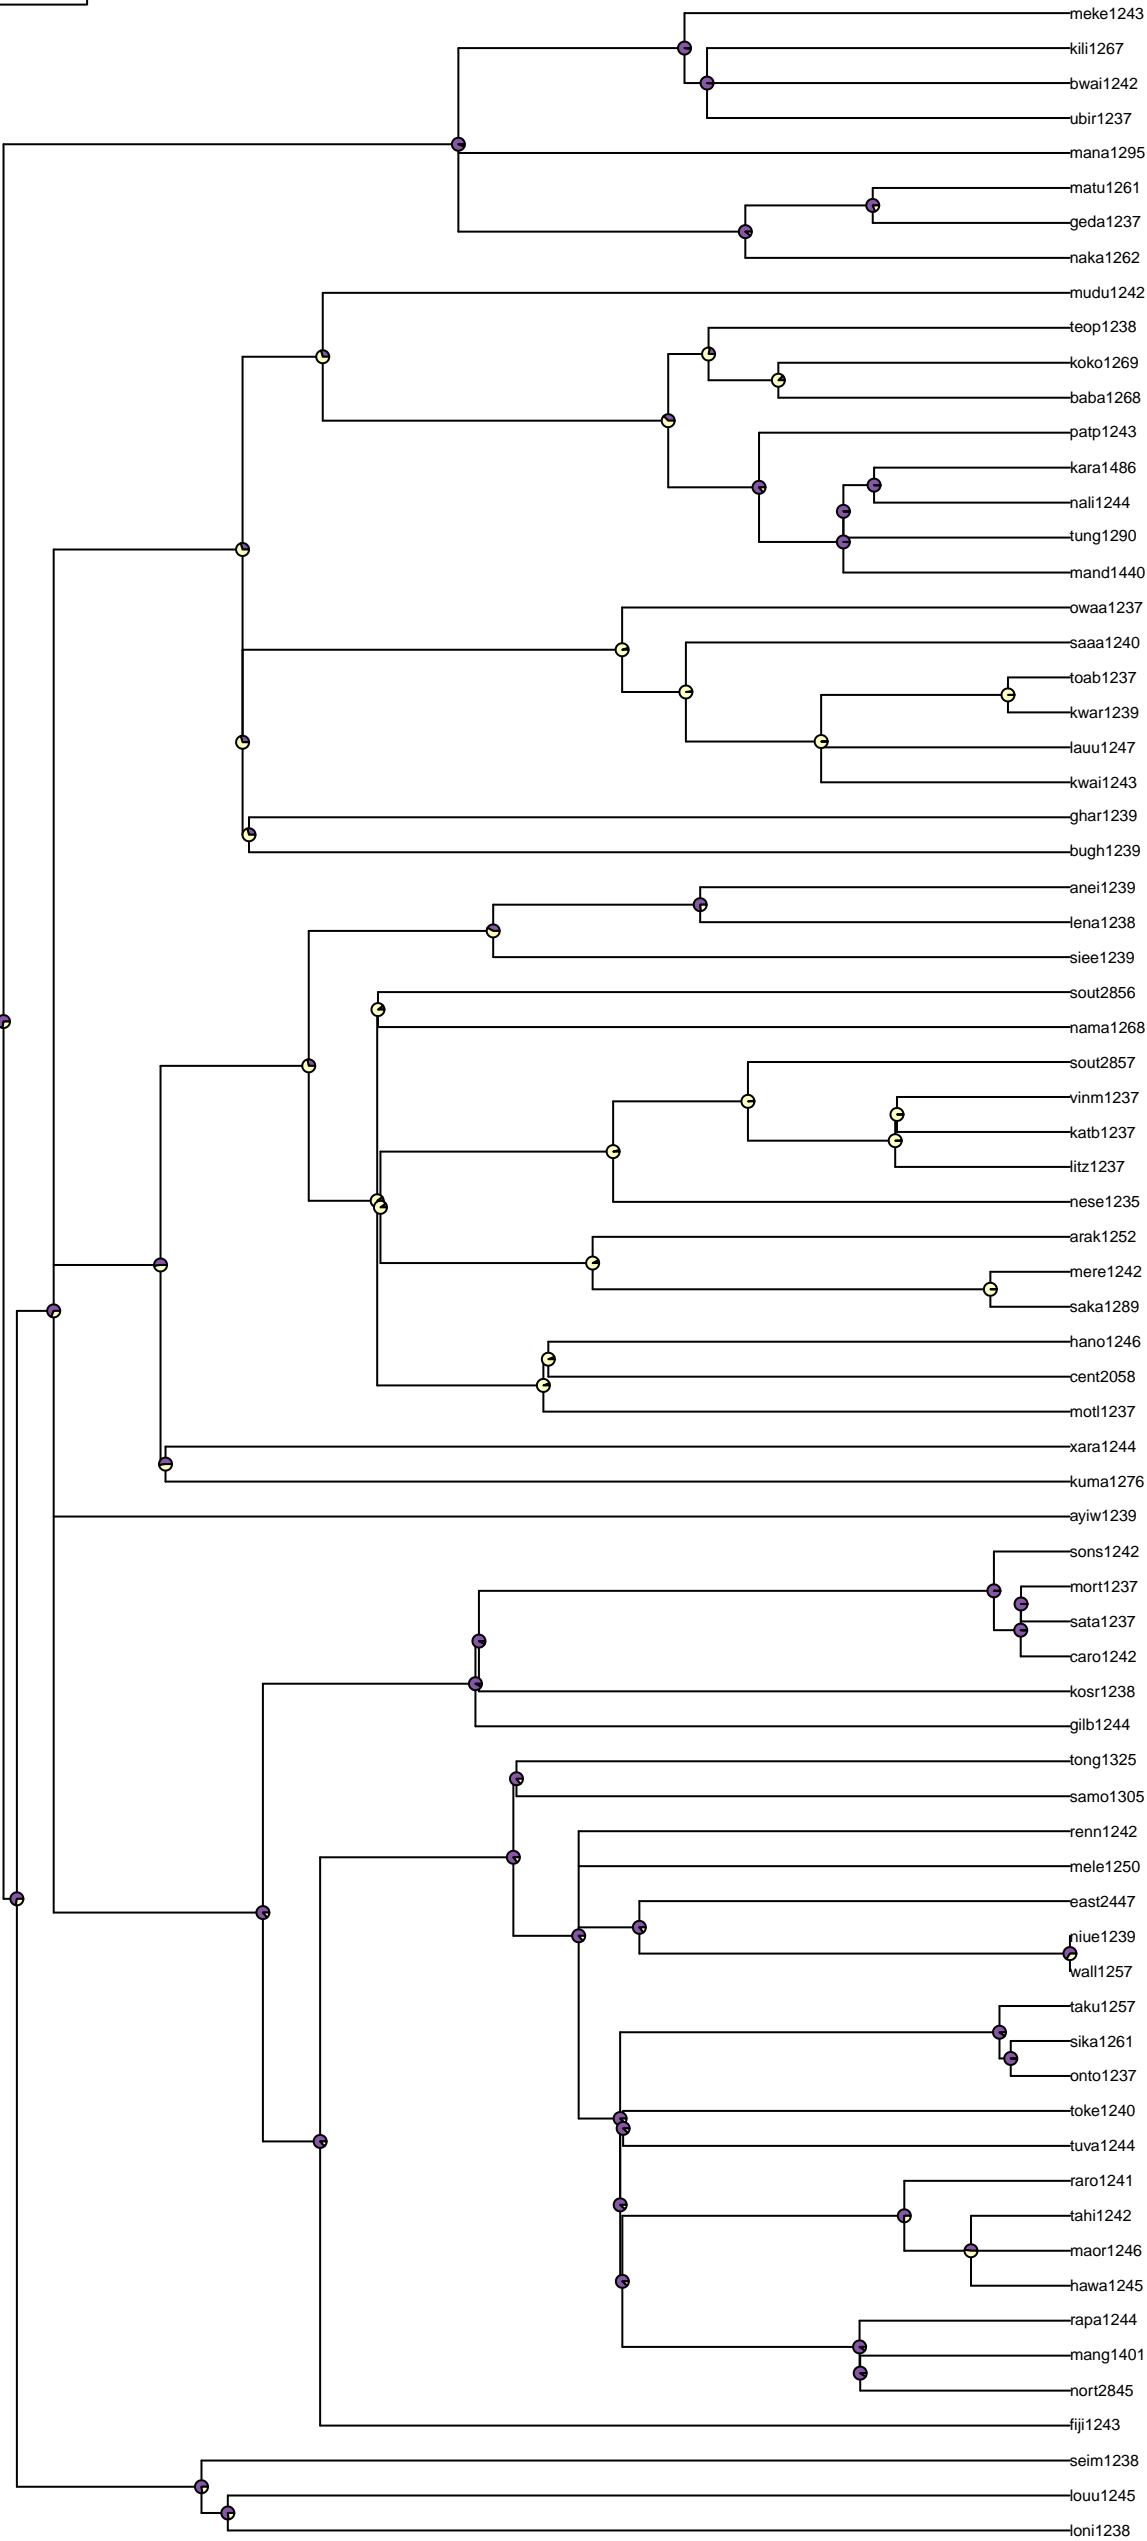 meke1243
kili1267
bwai1242
ubir1237
mana1295
matu1261
geda1237
naka1262
mudu1242
teop1238
koko1269
baba1268
patp1243
kara1486
nali1244
tung1290
mand1440
owaa1237
saaa1240
toab1237
kwar1239
lauu1247
kwai1243
ghar1239
bugh1239
anei1239
lena1238
siee1239
sout2856
nama1268
sout2857
vinm1237
katb1237
litz1237
nese1235
arak1252
mere1242
saka1289
hano1246
cent2058
motl1237
xara1244
kuma1276
ayiw1239
sons1242
mort1237
sata1237
caro1242
kosr1238
gilb1244
tong1325
samo1305
renn1242
mele1250
east2447
niue1239
wall1257
taku1257
sika1261
onto1237
toke1240
tuva1244
raro1241
tahi1242
maor1246
hawa1245
rapa1244
mang1401
nort2845
fiji1243
seim1238
louu1245
loni1238